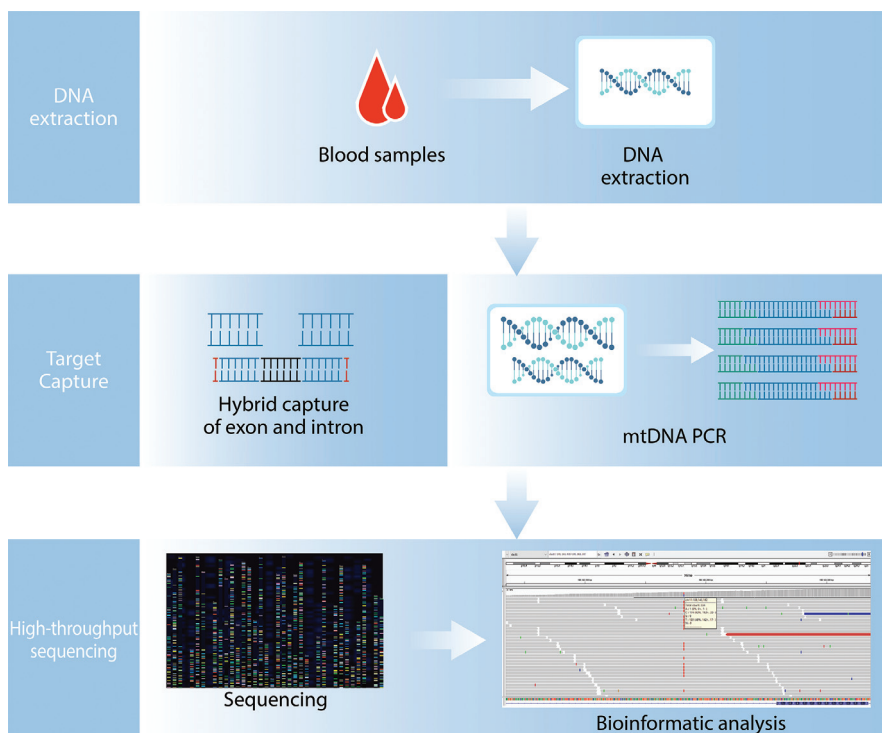 DNA
extraction
Blood samples
DNA
extraction
Target
Capture
Hybrid capture
of exon and intron
mtDNA PCR
High-throughput
sequencing
Sequencing
Bioinformatic analysis